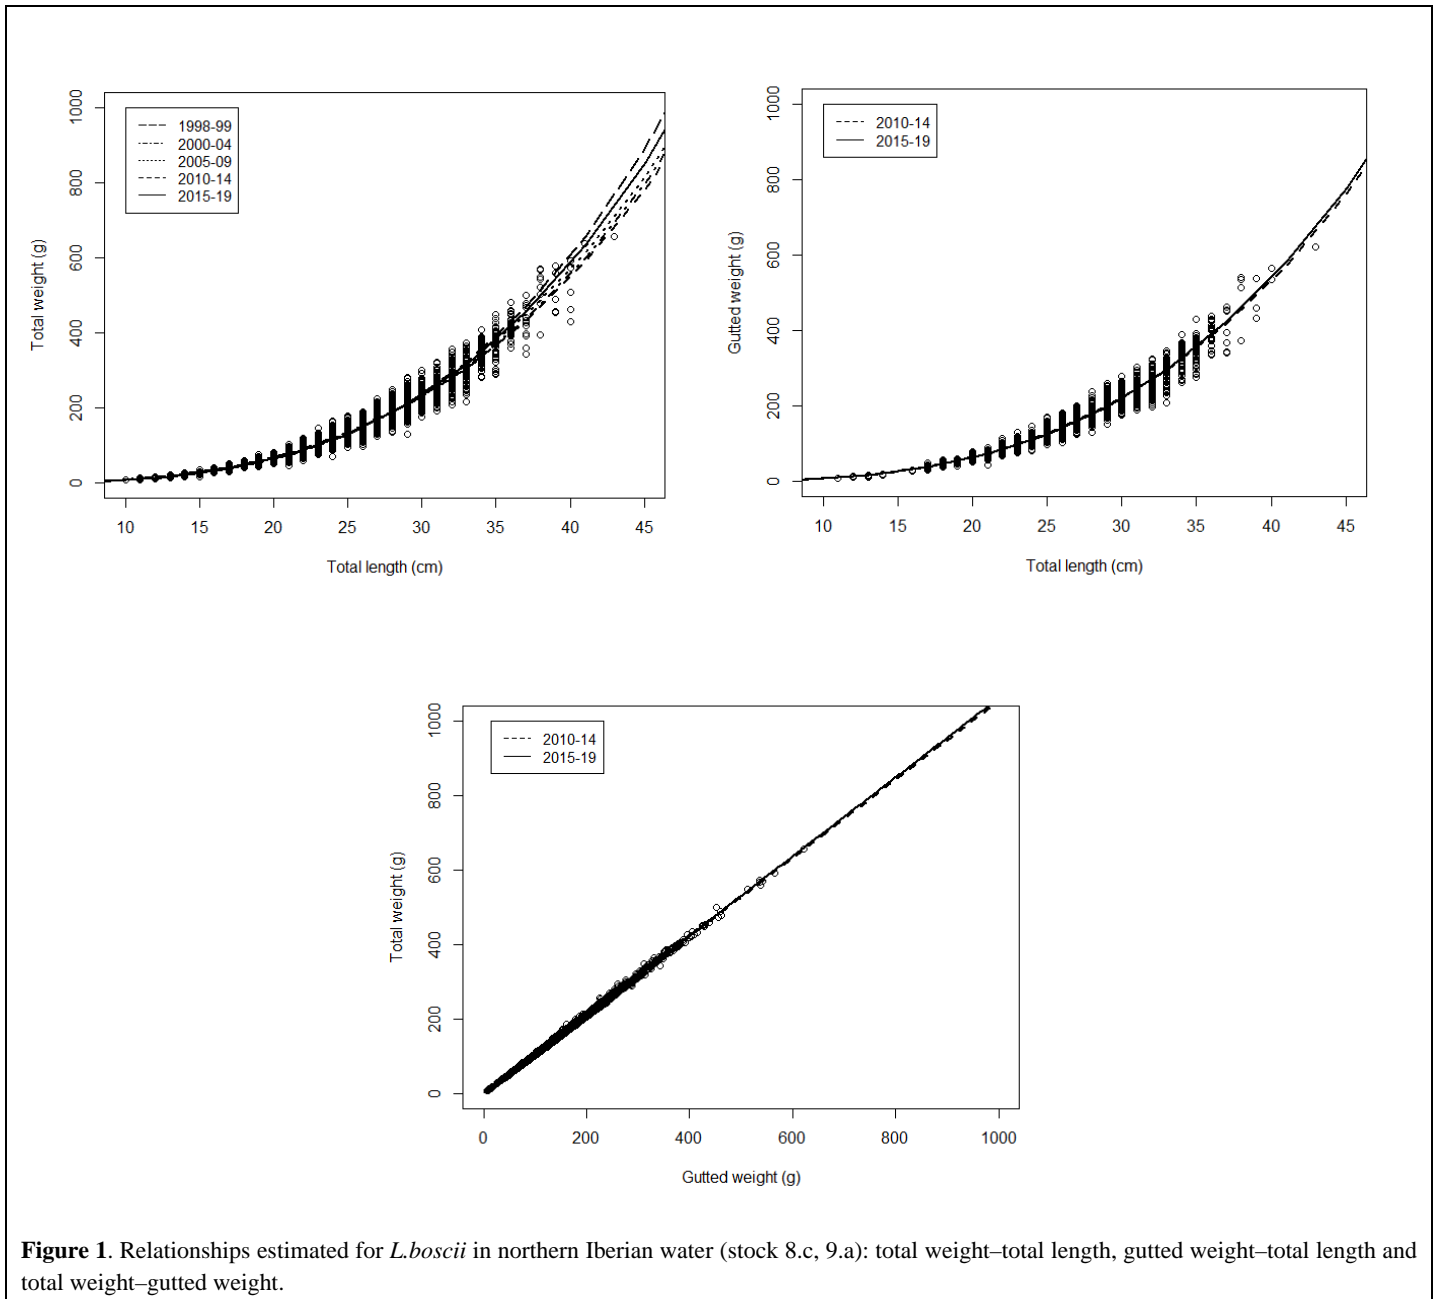 1998-99
2000-04
2005-09
2010-14
2015-19
0 200 400 600 800 1000
Total weight (g)
10 15 20 25 30 35 40 45
Total length (cm)
2010-14
2015-19
0 200 400 600 800 1000
Gutted weight (g)
10 15 20 25 30 35 40 45
Total length (cm)
2010-14
2015-19
0 200 400 600 800 1000
Total weight (g)
0 200 400 600 800 1000
Gutted weight (g)
Figure 1. Relationships estimated for L.boscii in northern Iberian water (stock 8.c, 9.a): total weight–total length, gutted weight–total length and
total weight–gutted weight.